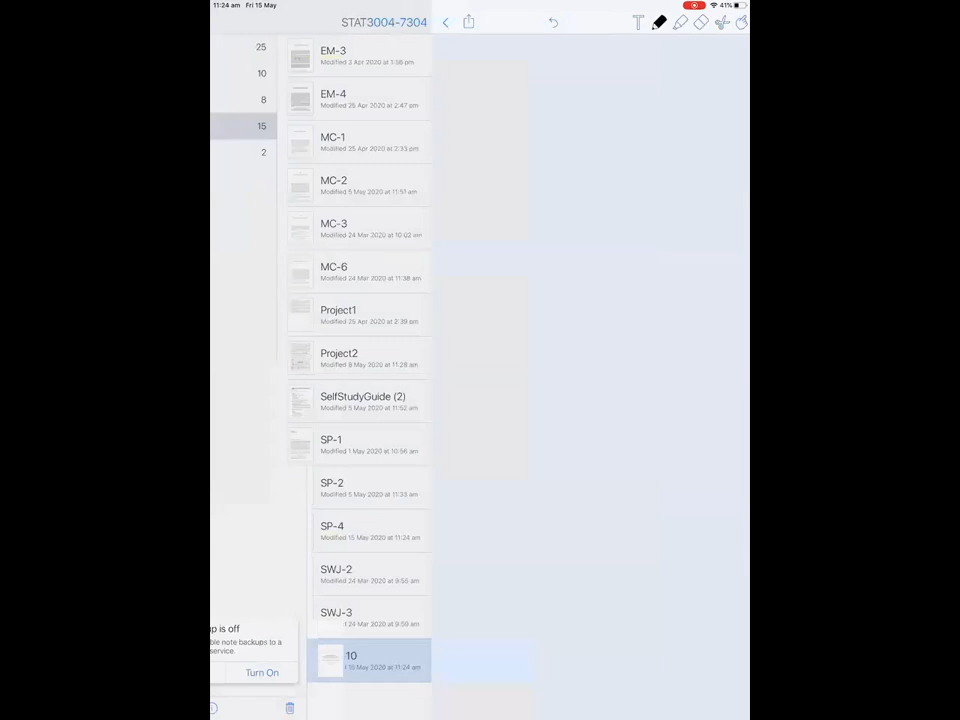 11:24 am Fri 15 May
41%
STAT3004-7304
25
10
8
15
2
EM-3
Modified 3 Apr 2020 at 1:56 pm
EM-4
Modified 25 Apr 2020 at 2:47 pm
MC-1
Modified 25 Apr 2020 at 2:33 pm
MC-2
Modified 5 May 2020 at 11:51 am
MC-3
Modified 24 Mar 2020 at 10:02 am
MC-6
Modified 24 Mar 2020 at 11:38 am
Project1
Modified 25 Apr 2020 at 2:39 pm
Project2
Modified 8 May 2020 at 11:28 am
SelfStudyGuide (2)
Modified 5 May 2020 at 11:52 am
SP-1
Modified 1 May 2020 at 10:56 am
SP-2
Modified 5 May 2020 at 11:33 am
SP-4
Modified 15 May 2020 at 11:24 am
SWJ-2
Modified 24 Mar 2020 at 9:55 am
SWJ-3
24 Mar 2020 at 9:59 am
10
15 May 2020 at 11:24 am
up is off
ble note backups to a
service.
Turn On